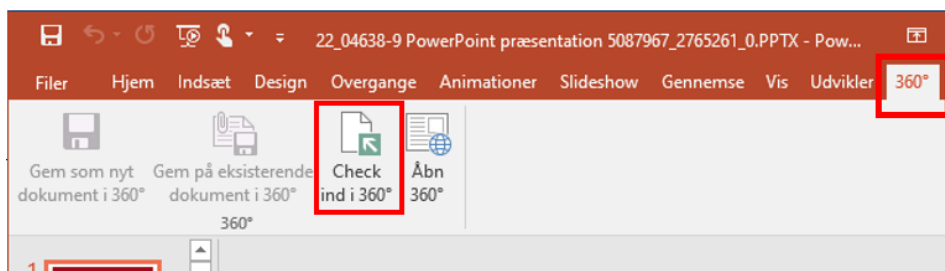 22_04638-9 PowerPoint præsentation 5087967_2765261_0.PPTX - Pow...
Filer Hjem Indsæt Design Overgange Animationer Slideshow Gennemse Vis Udvikler 360°
Gem som nyt Gem på eksisterende Check Åbn
dokument i 360° dokument i 360° ind i 360° 360°
360°
1